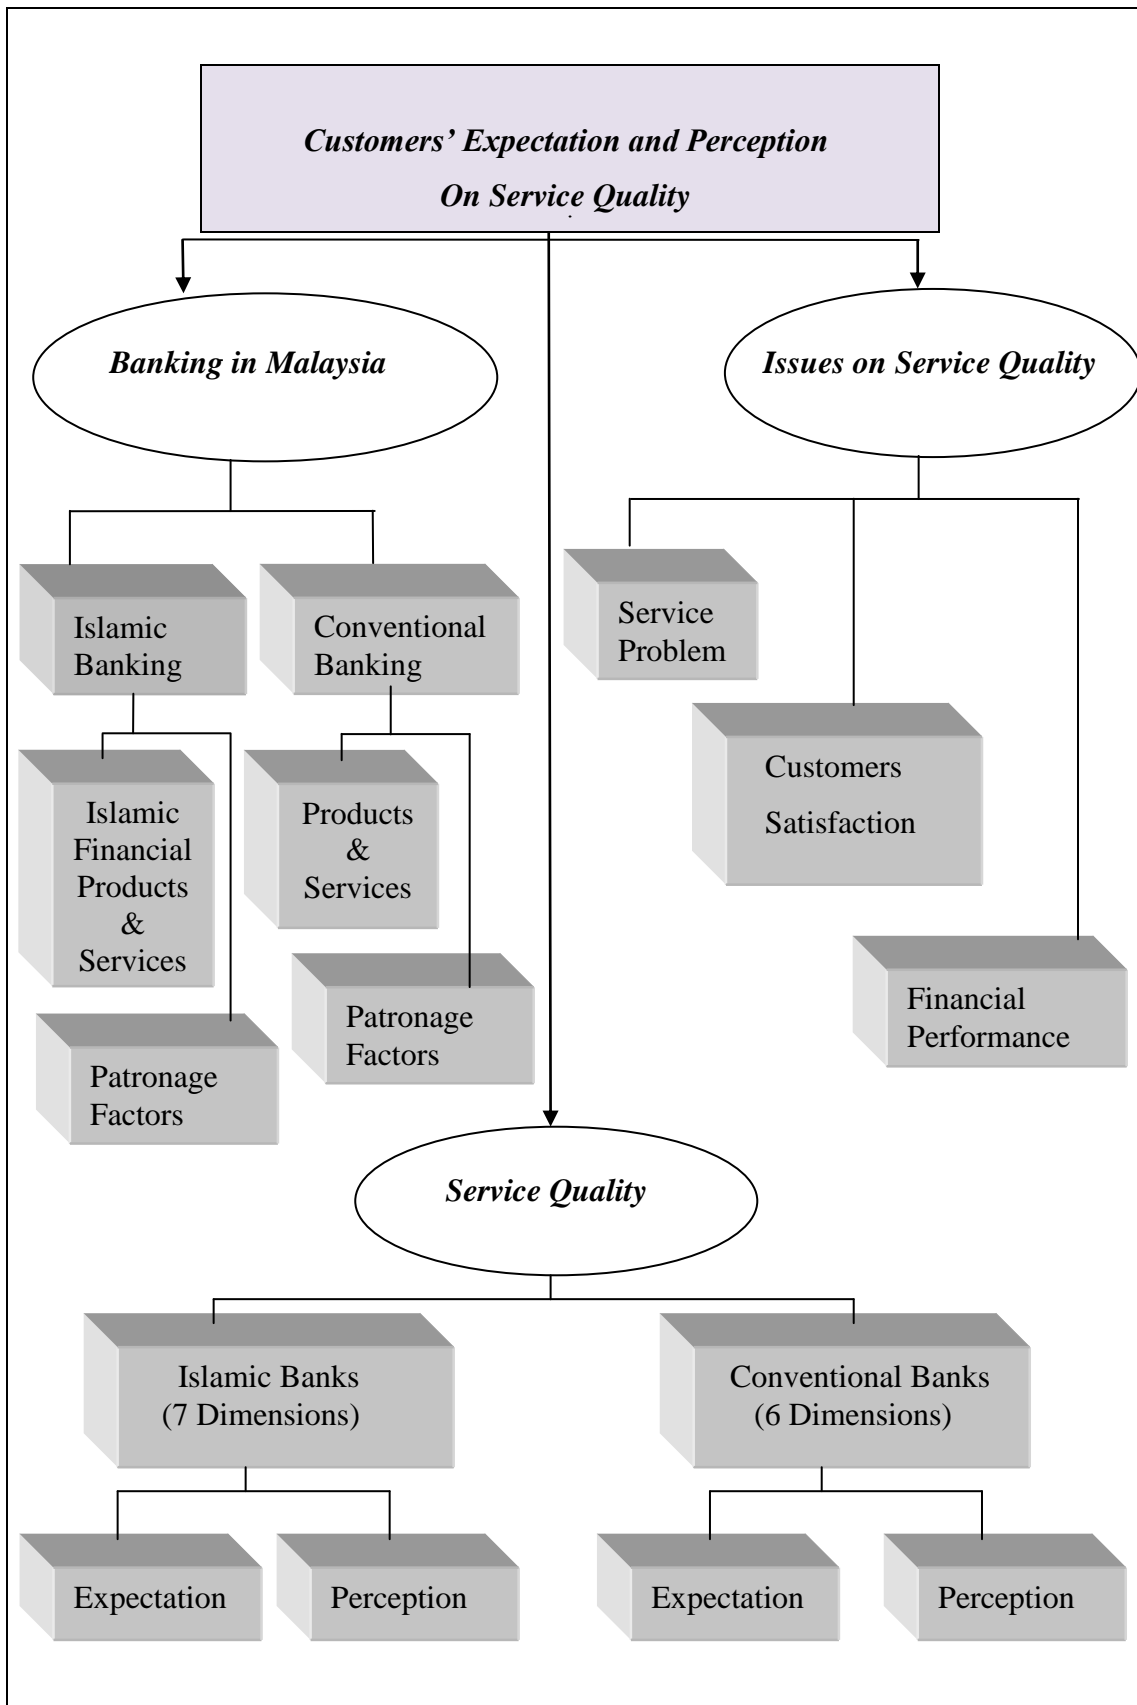 Customers’ Expectation and Perception
On Service Quality
Banking in Malaysia
Issues on Service Quality
Islamic
Banking
Conventional
Banking
Service
Problem
Islamic
Financial
Products
&
Services
Products
&
Services
Customers
Satisfaction
Patronage
Factors
Patronage
Factors
Financial
Performance
Service Quality
Islamic Banks
(7 Dimensions)
Conventional Banks
(6 Dimensions)
Expectation
Perception
Expectation
Perception